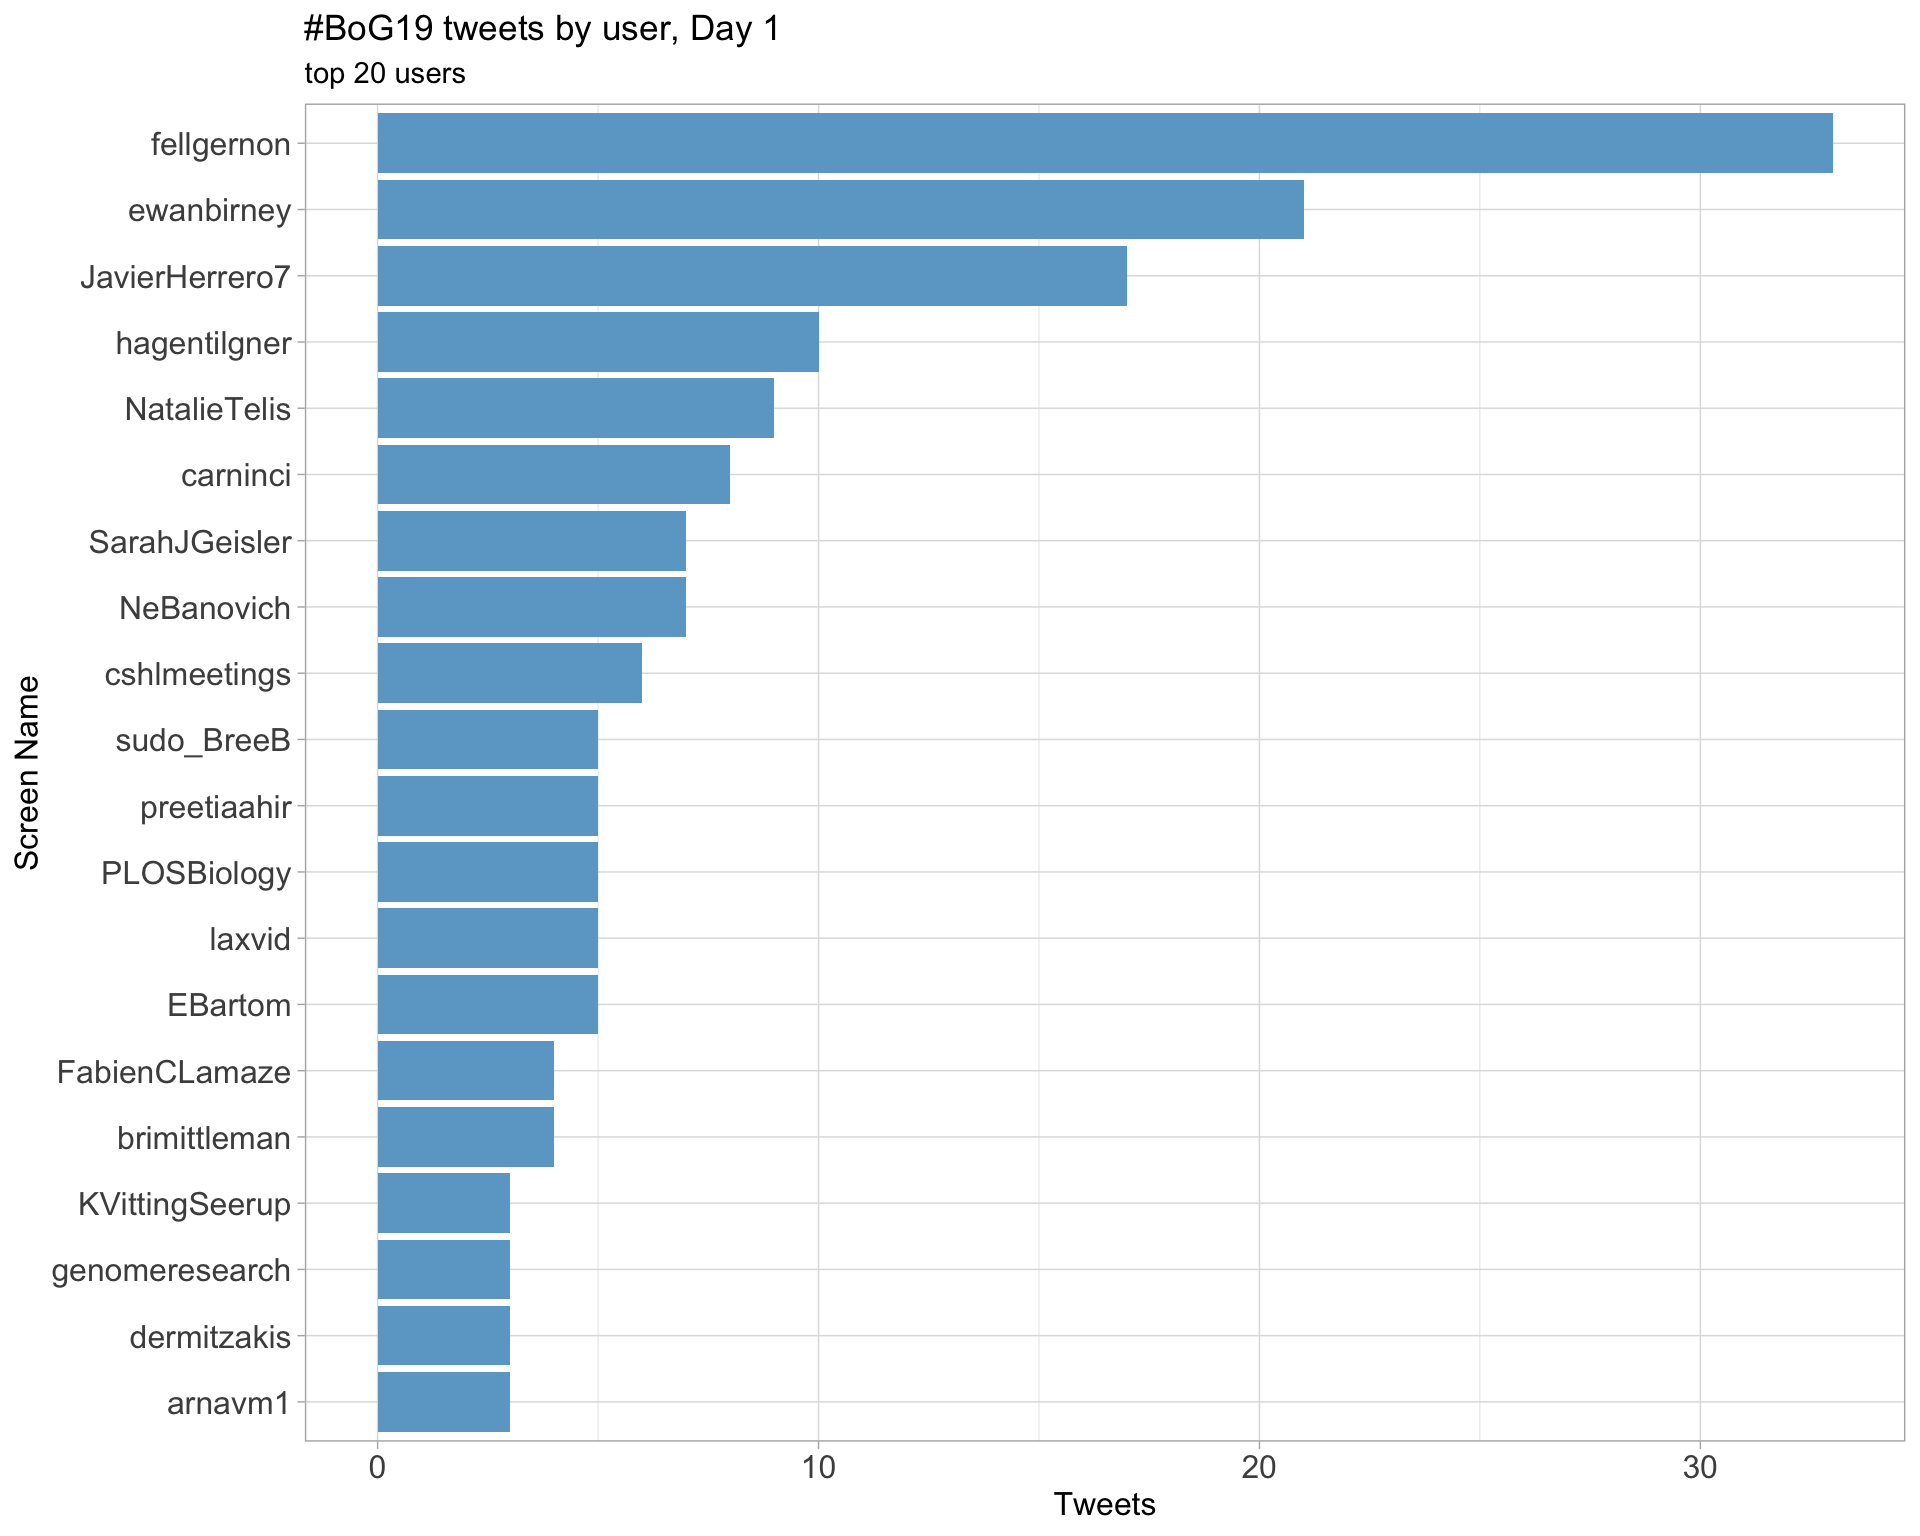 #BoG19 tweets by user, Day 1
top 20 users
fellgernon
ewanbirney
JavierHerrero7
hagentilgner
NatalieTelis
carninci
SarahJGeisler
NeBanovich
cshlmeetings
sudo_BreeB
preetiaahir
PLOSBiology
laxvid
EBartom
FabienCLamaze
brimittleman
KVittingSeerup
genomeresearch
dermitzakis
arnavm1
Screen Name
0 10 20 30
Tweets